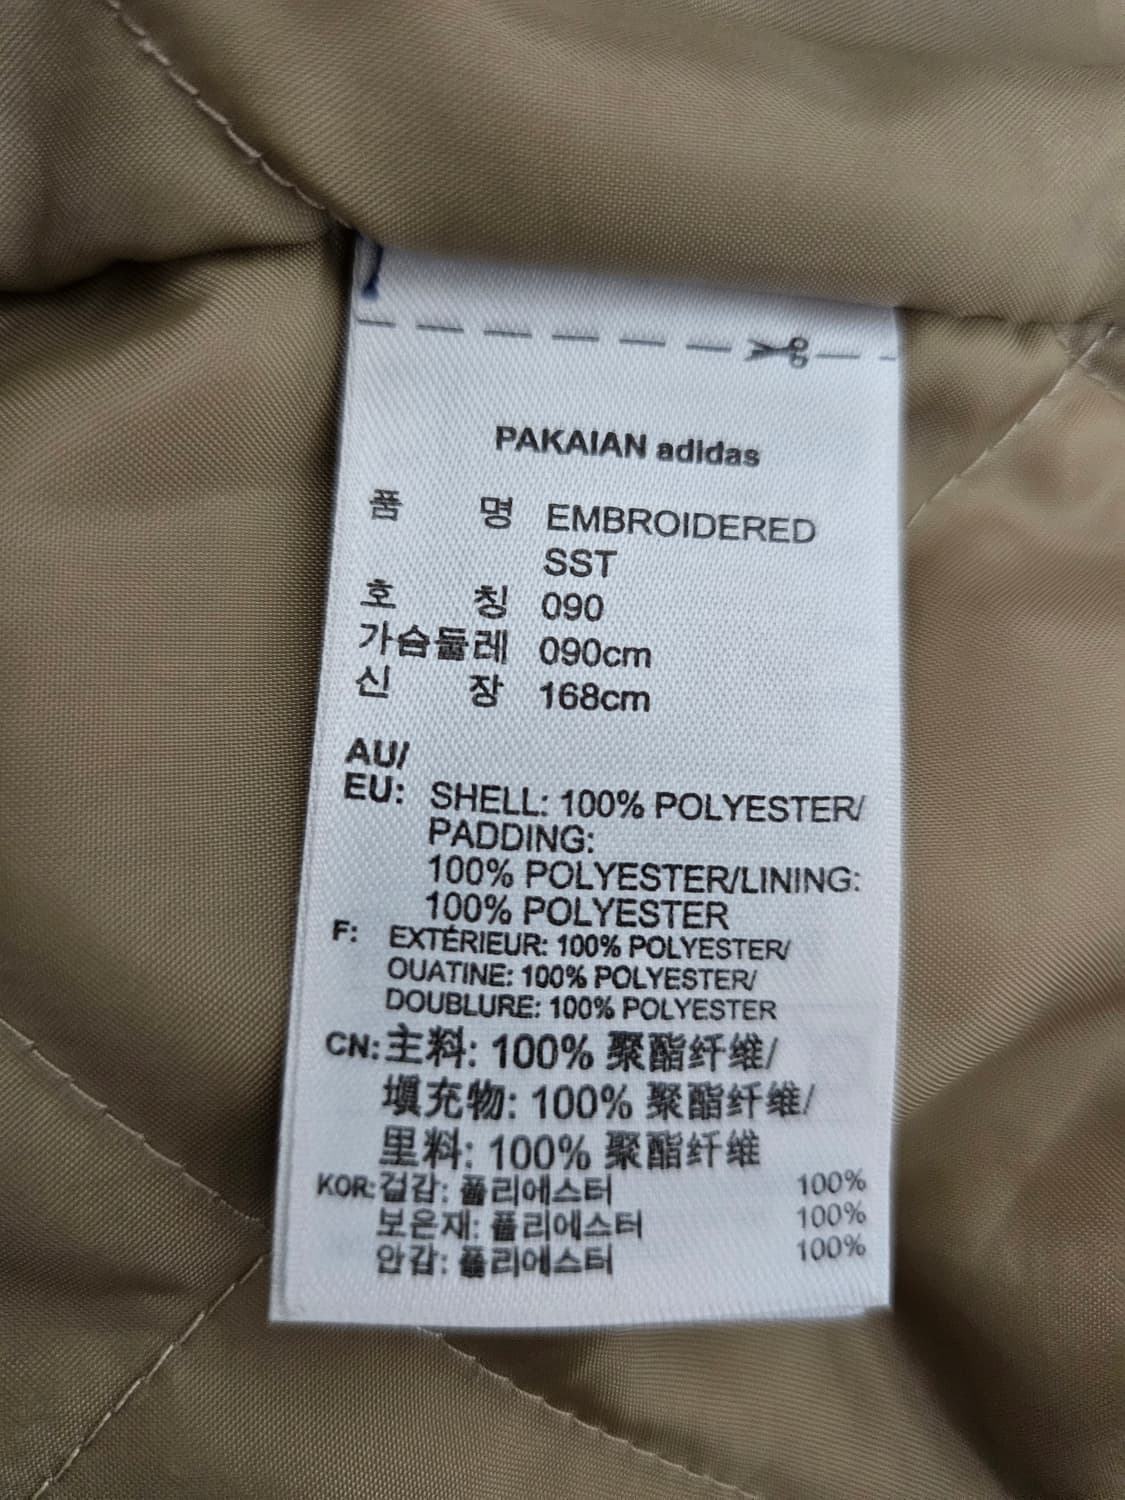 PAKAIAN adidas
품 명 EMBROIDERED
SST
호 칭 090
가슴둘레 090cm
신 장 168cm
AU/
EU: SHELL: 100% POLYESTER/
PADDING:
100% POLYESTER/LINING:
100% POLYESTER
F: EXTÉRIEUR: 100% POLYESTER/
OUATINE: 100% POLYESTER/
DOUBLURE: 100% POLYESTER
CN: 主料: 100% 聚酯纤维/
填充物: 100% 聚酯纤维/
里料: 100% 聚酯纤维
KOR: 겉감: 폴리에스터 100%
보온재: 폴리에스터 100%
안감: 폴리에스터 100%